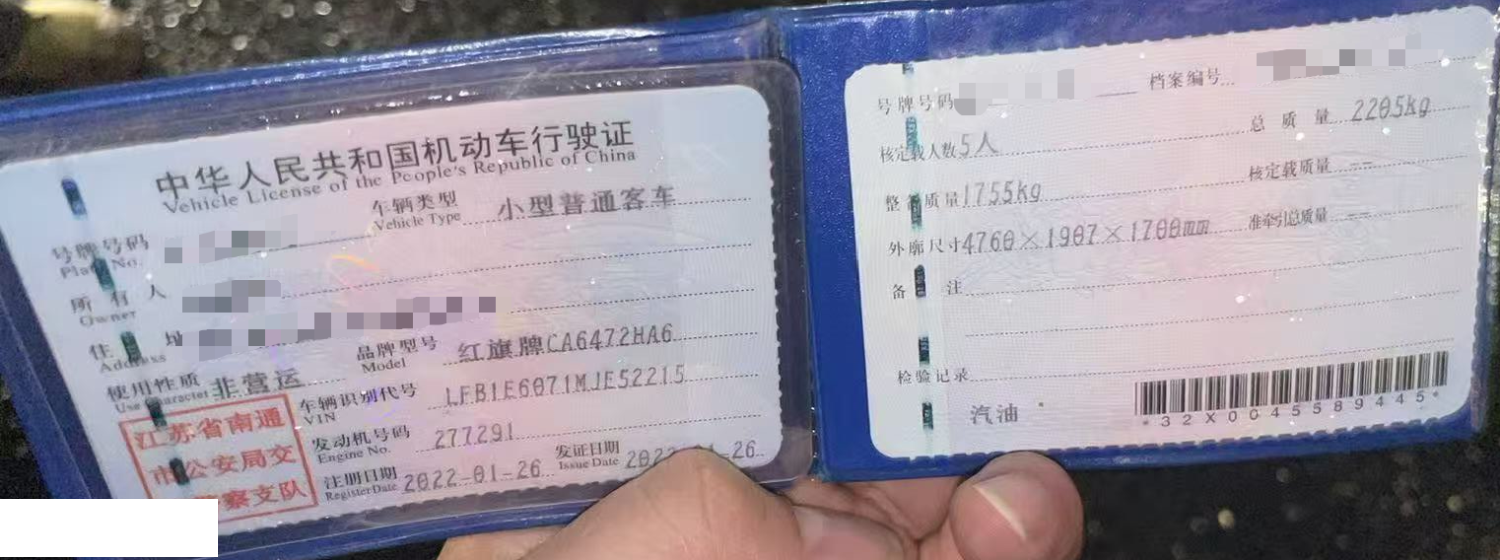 中华人民共和国机动车行驶证
Vehicle License of the People's Republic of China
号牌号码
Plate No.
车辆类型 小型普通客车
Vehicle Type
所有人
Owner
住址
Address
品牌型号 红旗牌CA6472HA6
Model
使用性质 非营运
Use Character
车辆识别代号 LFB1E6071MJE52215
VIN
发动机号码 277291
Engine No.
注册日期 2022-01-26
Register Date
发证日期 2022-01-26
Issue Date
江苏省南通
市公安局交
警察支队
号牌号码
档案编号
核定载人数 5人
总质量 2205kg
整备质量 1755kg
核定载质量 --
外廓尺寸 4760×1907×1700mm
准牵引总质量 --
备注
检验记录
汽油
*32X0045589445*